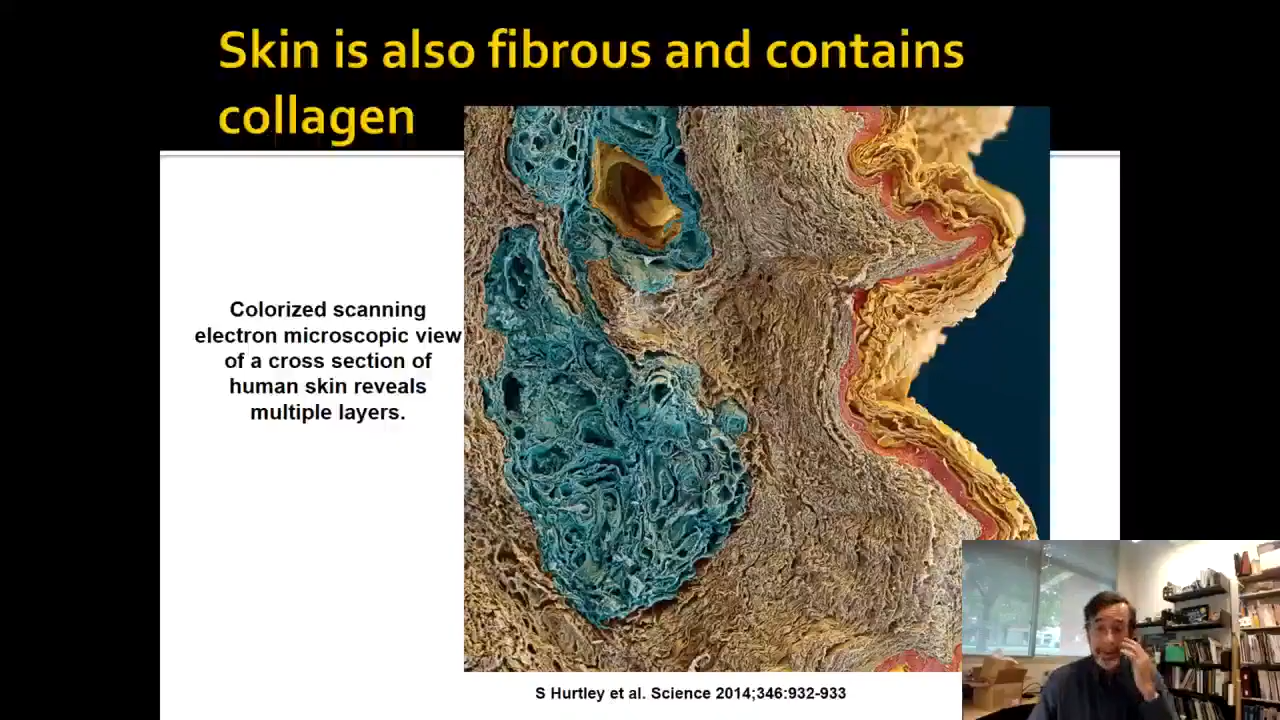 Skin is also fibrous and contains
collagen
Colorized scanning
electron microscopic view
of a cross section of
human skin reveals
multiple layers.
S Hurtley et al. Science 2014;346:932-933